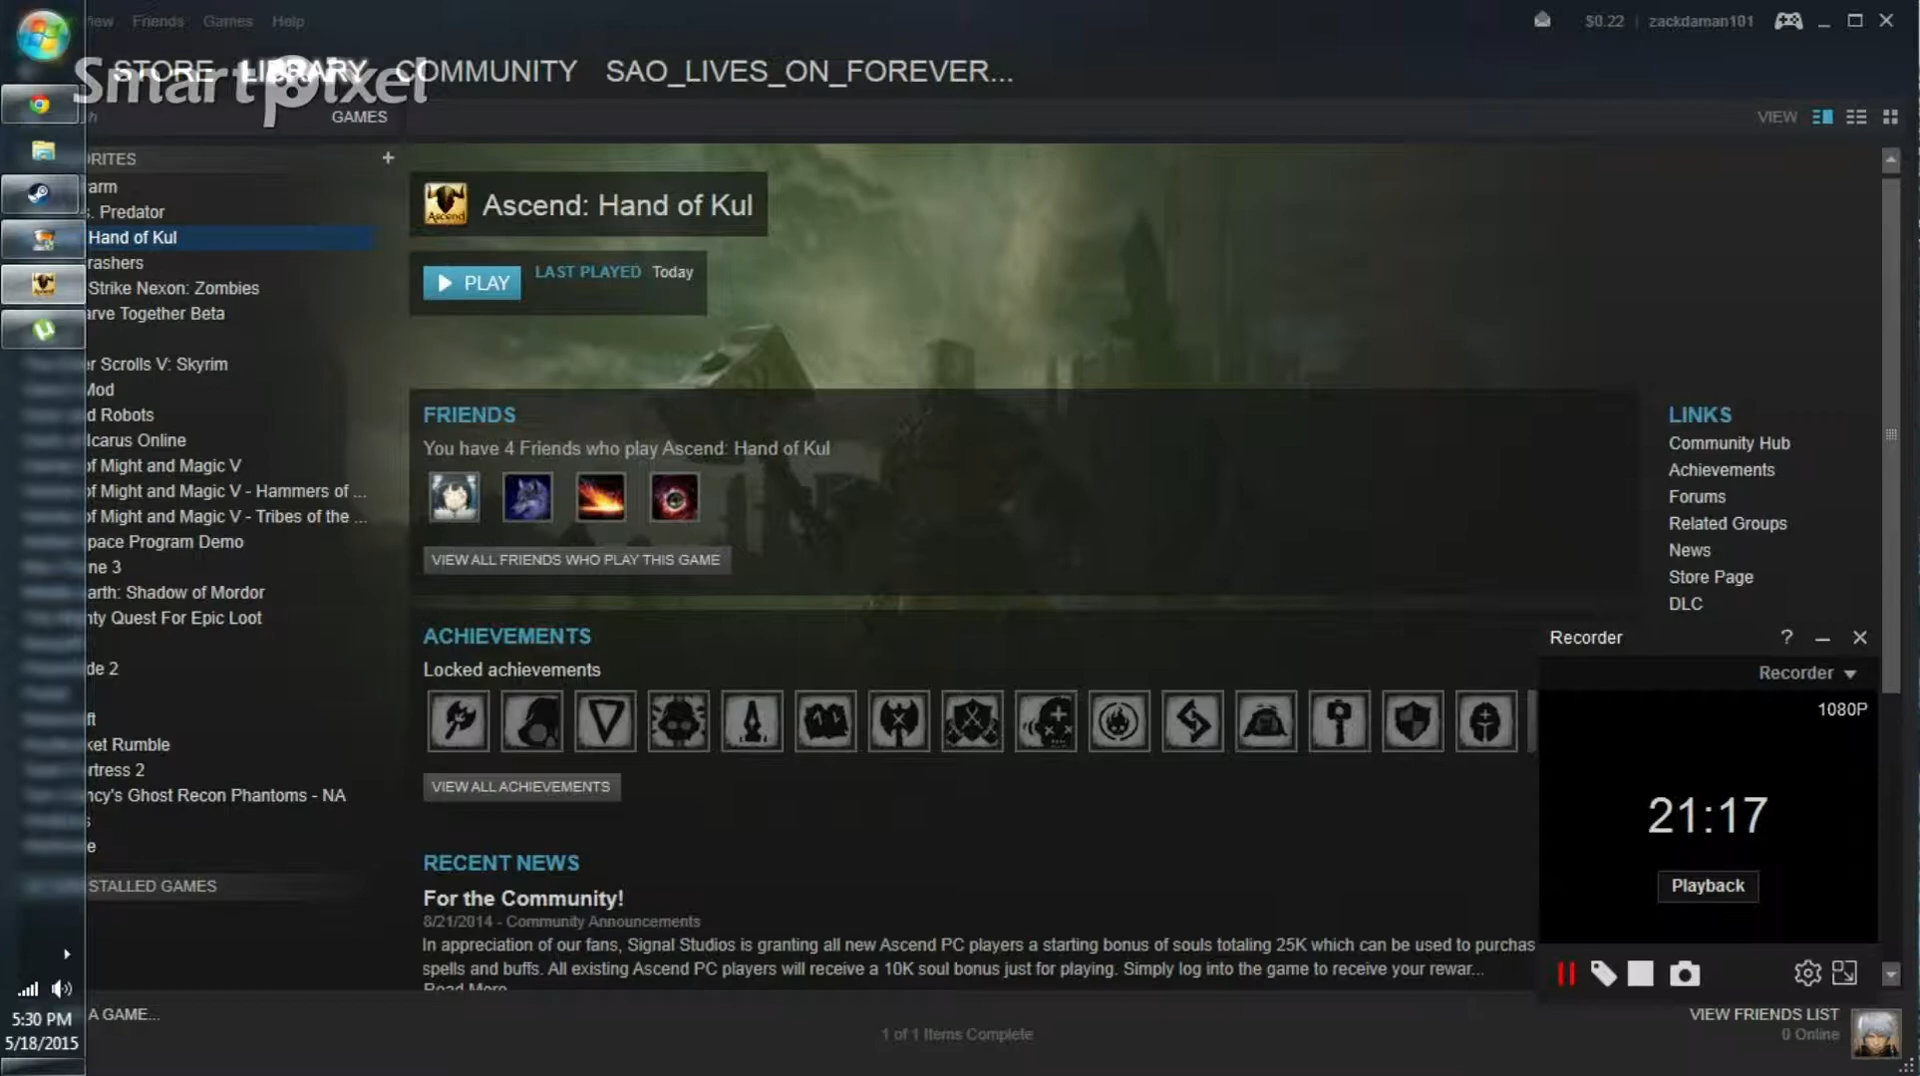 View Friends Games Help
$0.22 zackdaman101
STORE LIBRARY COMMUNITY SAO_LIVES_ON_FOREVER...
Smartpixel
GAMES
VIEW
ORITES
arm
s. Predator
Hand of Kul
rashers
Strike Nexon: Zombies
arve Together Beta
er Scrolls V: Skyrim
Mod
d Robots
Icarus Online
of Might and Magic V
of Might and Magic V - Hammers of ...
of Might and Magic V - Tribes of the ...
pace Program Demo
ne 3
arth: Shadow of Mordor
hty Quest For Epic Loot
de 2
ft
ket Rumble
rtress 2
ncy's Ghost Recon Phantoms - NA
s
e
STALLED GAMES
5:30 PM
5/18/2015
A GAME...
Ascend
Ascend: Hand of Kul
PLAY
LAST PLAYED Today
FRIENDS
You have 4 Friends who play Ascend: Hand of Kul
VIEW ALL FRIENDS WHO PLAY THIS GAME
ACHIEVEMENTS
Locked achievements
VIEW ALL ACHIEVEMENTS
RECENT NEWS
For the Community!
8/21/2014 - Community Announcements
In appreciation of our fans, Signal Studios is granting all new Ascend PC players a starting bonus of souls totaling 25K which can be used to purchas
spells and buffs. All existing Ascend PC players will receive a 10K soul bonus just for playing. Simply log into the game to receive your rewar...
Read More
1 of 1 Items Complete
LINKS
Community Hub
Achievements
Forums
Related Groups
News
Store Page
DLC
Recorder ?
Recorder
1080P
21:17
Playback
VIEW FRIENDS LIST
0 Online